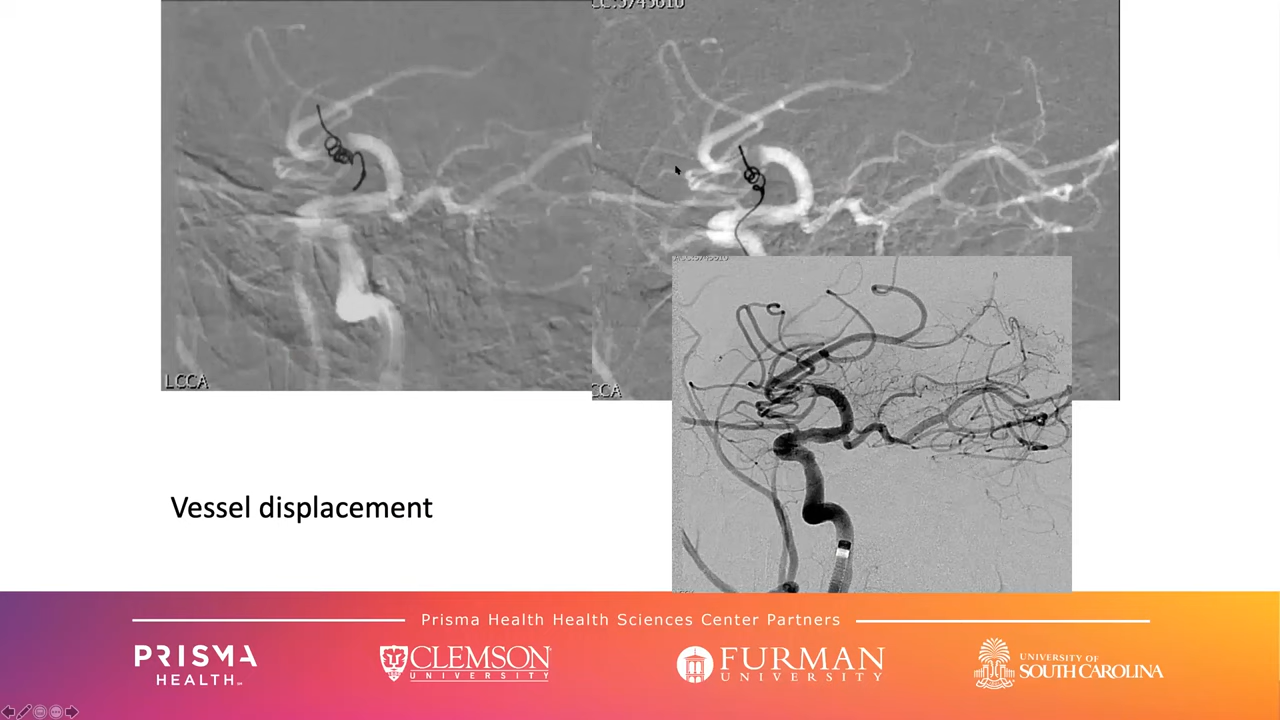 LCCA
CCA
Vessel displacement
Prisma Health Health Sciences Center Partners
PRISMA
HEALTH
CLEMSON
UNIVERSITY
FURMAN
UNIVERSITY
UNIVERSITY OF
SOUTH CAROLINA